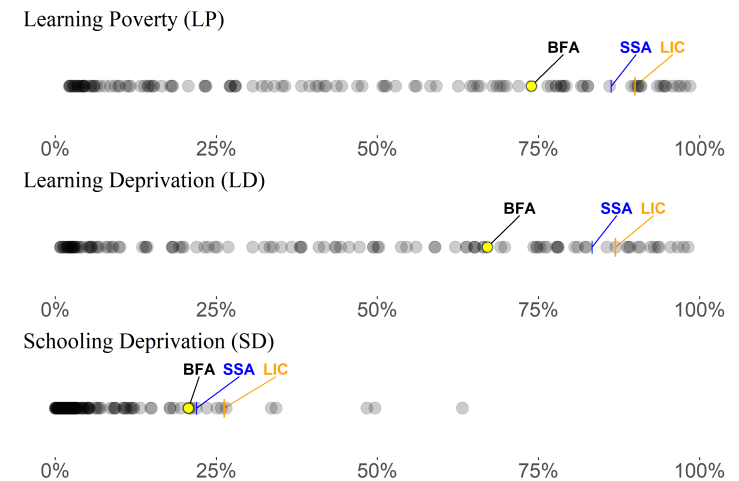 Learning Poverty (LP)
BFA SSA LIC
0% 25% 50% 75% 100%
Learning Deprivation (LD)
BFA SSA LIC
0% 25% 50% 75% 100%
Schooling Deprivation (SD)
BFA SSA LIC
0% 25% 50% 75% 100%